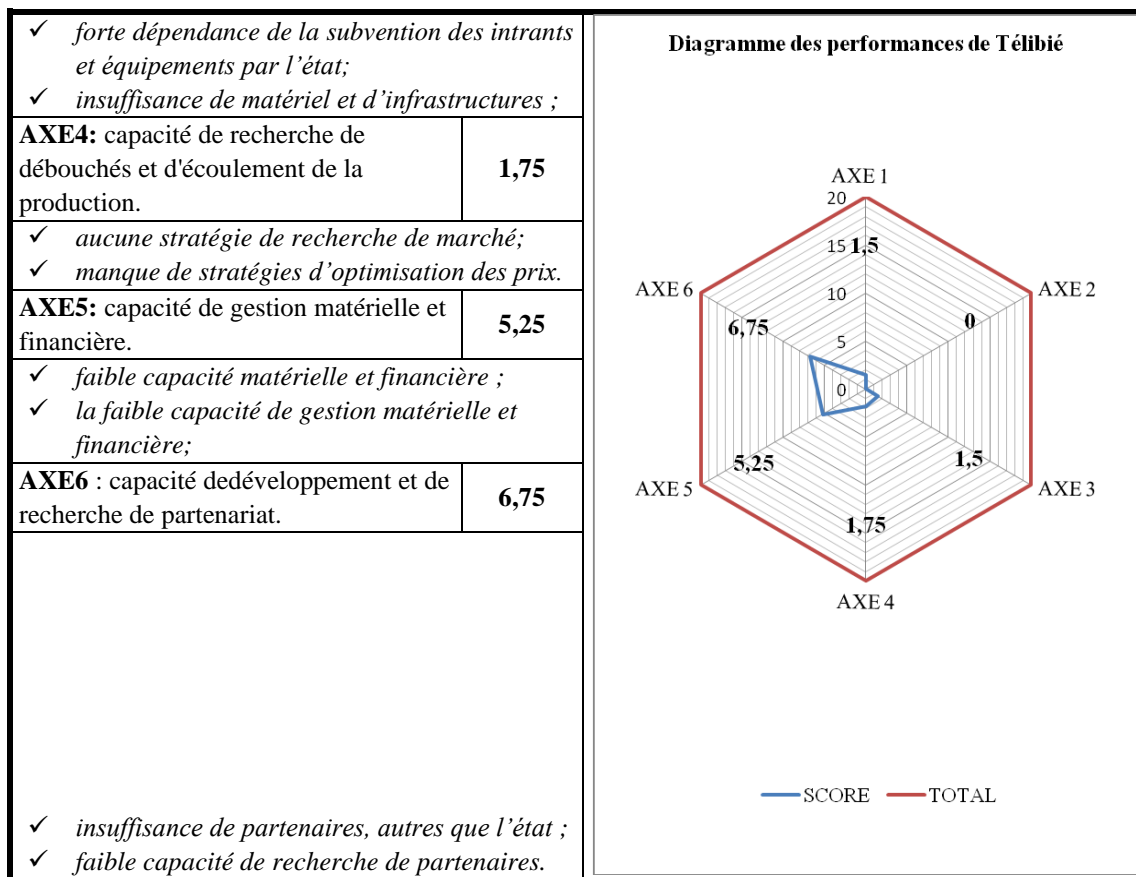 ✓ forte dépendance de la subvention des intrants
et équipements par l'état;
✓ insuffisance de matériel et d'infrastructures ;
AXE4: capacité de recherche de
débouchés et d'écoulement de la
production.
1,75
✓ aucune stratégie de recherche de marché;
✓ manque de stratégies d'optimisation des prix.
AXE5: capacité de gestion matérielle et
financière.
5,25
✓ faible capacité matérielle et financière ;
✓ la faible capacité de gestion matérielle et
financière;
AXE6 : capacité dedéveloppement et de
recherche de partenariat.
6,75
✓ insuffisance de partenaires, autres que l'état ;
✓ faible capacité de recherche de partenaires.
Diagramme des performances de Télibié
AXE 1
20
15 1,5
AXE 6
10
AXE 2
6,75
0
5
0
5,25
1,5
AXE 5
AXE 3
1,75
AXE 4
SCORE TOTAL